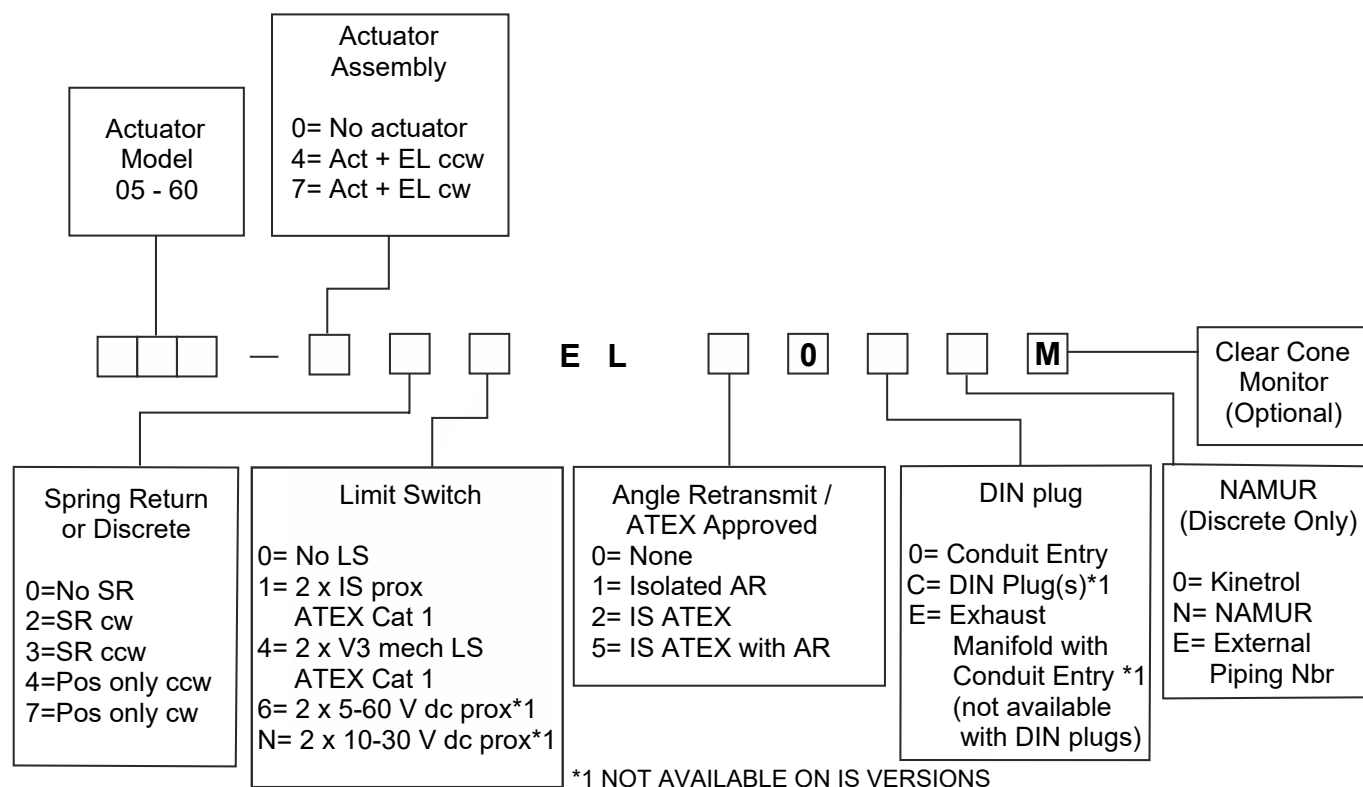 Actuator
Assembly
0= No actuator
4= Act + EL ccw
7= Act + EL cw
Actuator
Model
05 - 60
— E L 0 M
Clear Cone
Monitor
(Optional)
Spring Return
or Discrete
0=No SR
2=SR cw
3=SR ccw
4=Pos only ccw
7=Pos only cw
Limit Switch
0= No LS
1= 2 x IS prox
ATEX Cat 1
4= 2 x V3 mech LS
ATEX Cat 1
6= 2 x 5-60 V dc prox*1
N= 2 x 10-30 V dc prox*1
Angle Retransmit /
ATEX Approved
0= None
1= Isolated AR
2= IS ATEX
5= IS ATEX with AR
DIN plug
0= Conduit Entry
C= DIN Plug(s)*1
E= Exhaust
Manifold with
Conduit Entry *1
(not available
with DIN plugs)
NAMUR
(Discrete Only)
0= Kinetrol
N= NAMUR
E= External
Piping Nbr
*1 NOT AVAILABLE ON IS VERSIONS